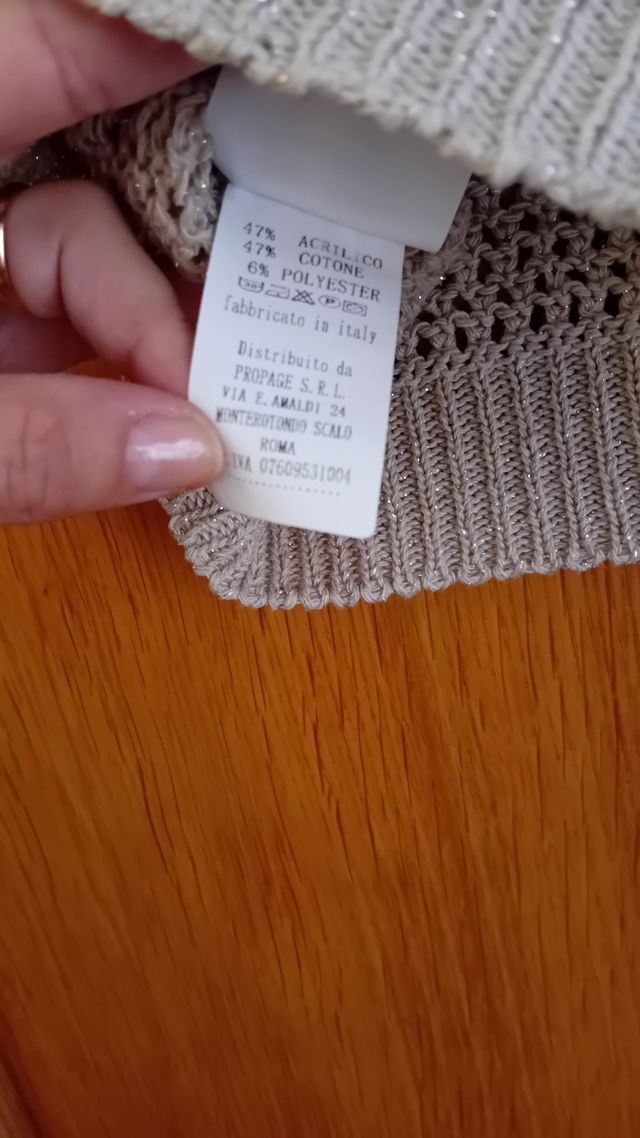 47% ACRILICO
47% COTONE
6% POLYESTER
fabbricato in italy
Distribuito da
PROPAGE S.R.L.
VIA E.AMALDI 24
MONTEROTONDO SCALO
ROMA
.IVA 07609531004